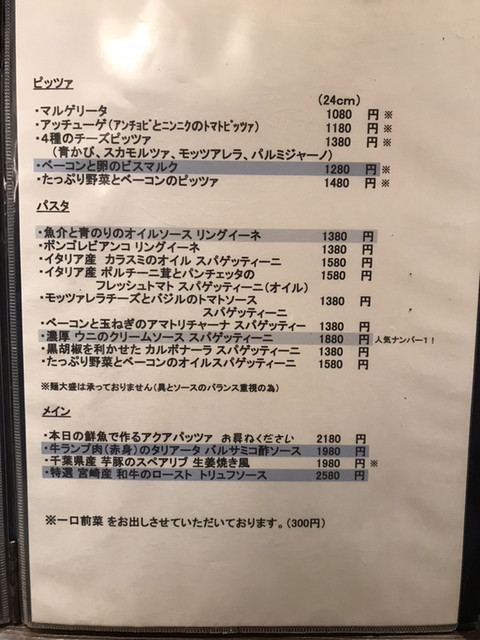 ピッツァ
(24cm)
・マルゲリータ 1080 円 ※
・アッチューゲ(アンチョビとニンニクのトマトピッツァ) 1180 円 ※
・4種のチーズピッツァ 1380 円 ※
(青かび、スカモルツァ、モッツアレラ、パルミジャーノ)
・ベーコンと卵のビスマルク 1280 円 ※
・たっぷり野菜とベーコンのピッツァ 1480 円 ※
パスタ
・魚介と青のりのオイルソース リングイーネ 1380 円
・ボンゴレビアンコ リングイーネ 1380 円
・イタリア産 カラスミのオイル スパゲッティーニ 1580 円
・イタリア産 ポルチーニ茸とパンチェッタの 1580 円
フレッシュトマト スパゲッティーニ(オイル)
・モッツァレラチーズとバジルのトマトソース 1380 円
スパゲッティーニ
・ベーコンと玉ねぎのアマトリチャーナ スパゲッティー 1380 円
・濃厚 ウニのクリームソース スパゲッティーニ 1880 円 人気ナンバー1!
・黒胡椒を利かせた カルボナーラ スパゲッティーニ 1380 円
・たっぷり野菜とベーコンのオイルスパゲッティーニ 1580 円
※麺大盛は承っておりません(具とソースのバランス重視の為)
メイン
・本日の鮮魚で作るアクアパッツァ お尋ねください 2180 円
・牛ランプ肉(赤身)のタリアータ バルサミコ酢ソース 1980 円
・千葉県産 芋豚のスペアリブ 生姜焼き風 1980 円 ※
・特選 宮崎産 和牛のロースト トリュフソース 2580 円
※一口前菜 をお出しさせていただいております。(300円)